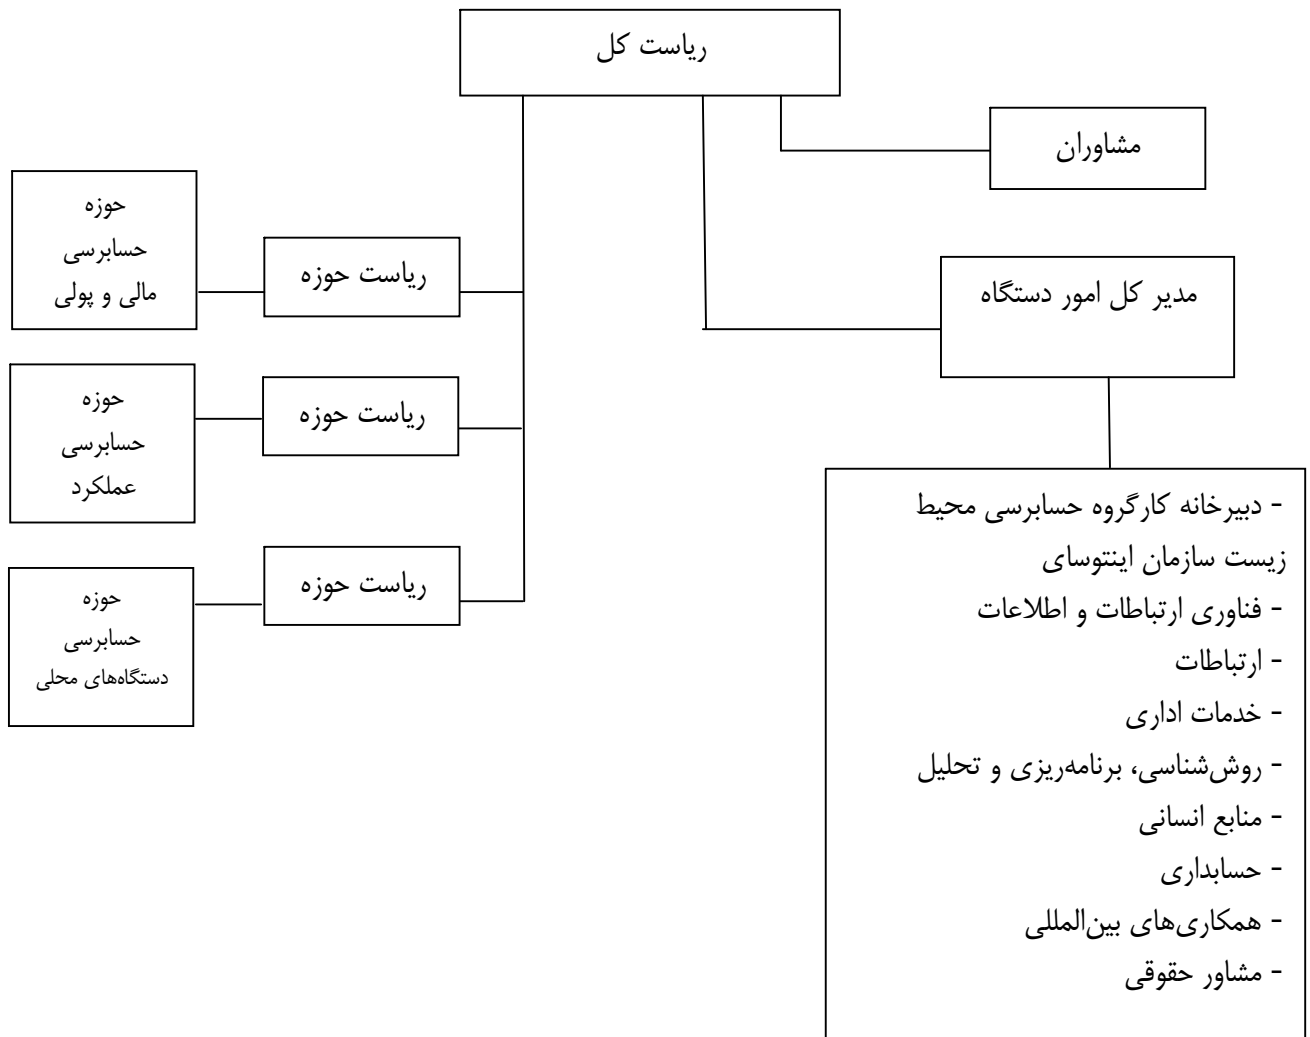 ریاست کل
مشاوران
مدیر کل امور دستگاه
- دبیرخانه کارگروه حسابرسی محیط
زیست سازمان اینتوسای
- فناوری ارتباطات و اطلاعات
- ارتباطات
- خدمات اداری
- روش‌شناسی، برنامه‌ریزی و تحلیل
- منابع انسانی
- حسابداری
- همکاری‌های بین‌المللی
- مشاور حقوقی
ریاست حوزه
حوزه
حسابرسی
مالی و پولی
ریاست حوزه
حوزه
حسابرسی
عملکرد
ریاست حوزه
حوزه
حسابرسی
دستگاه‌های محلی